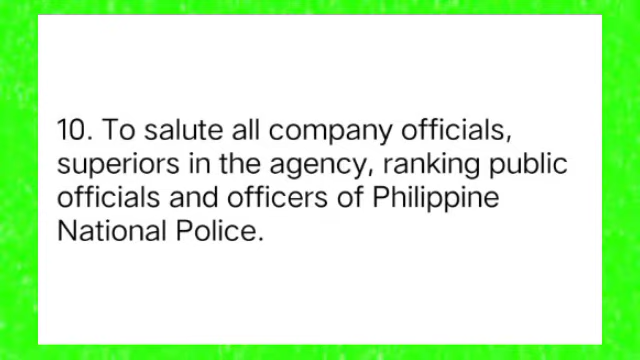 10. To salute all company officials,
superiors in the agency, ranking public
officials and officers of Philippine
National Police.